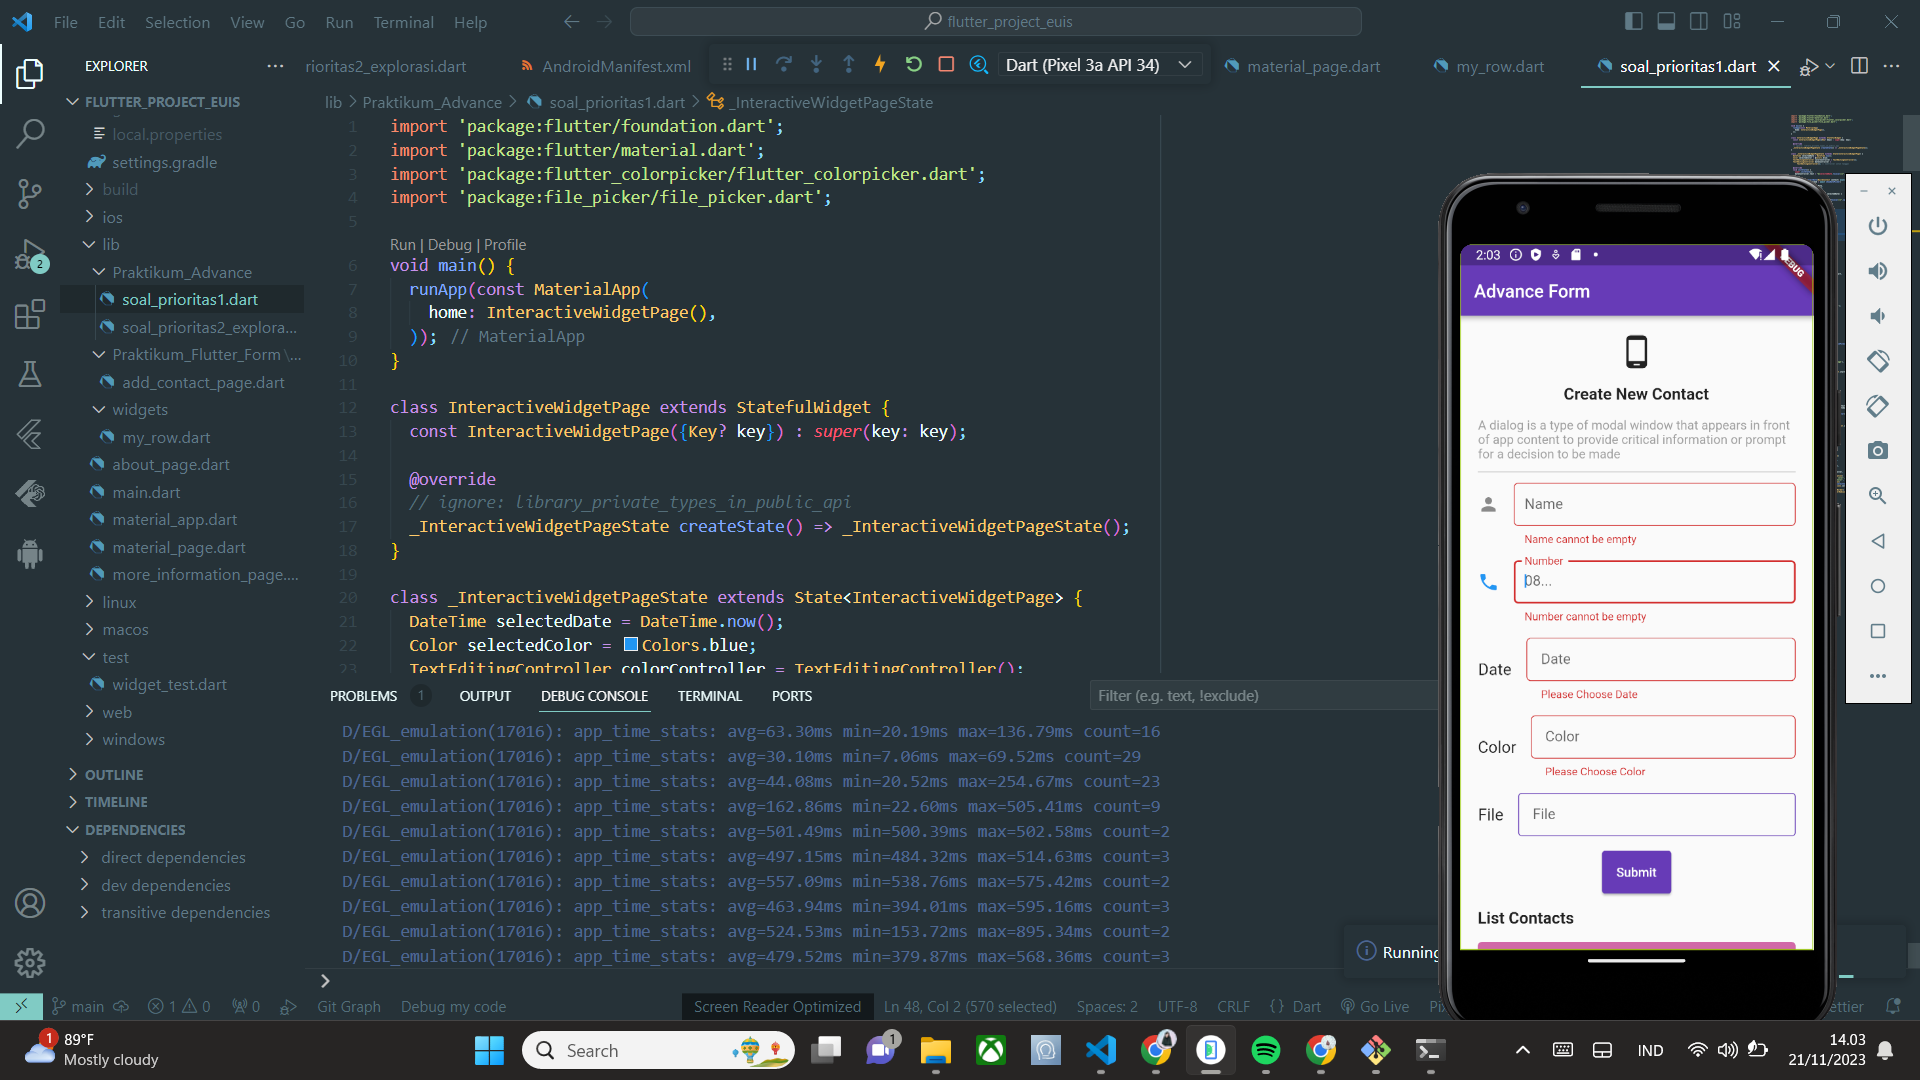 File Edit Selection View Go Run Terminal Help
flutter_project_euis
EXPLORER
rioritas2_explorasi.dart
AndroidManifest.xml
Dart (Pixel 3a API 34)
material_page.dart
my_row.dart
soal_prioritas1.dart
FLUTTER_PROJECT_EUIS
local.properties
settings.gradle
build
ios
lib
Praktikum_Advance
soal_prioritas1.dart
soal_prioritas2_explora...
Praktikum_Flutter_Form \...
add_contact_page.dart
widgets
my_row.dart
about_page.dart
main.dart
material_app.dart
material_page.dart
more_information_page....
linux
macos
test
widget_test.dart
web
windows
OUTLINE
TIMELINE
DEPENDENCIES
direct dependencies
dev dependencies
transitive dependencies
2
lib > Praktikum_Advance > soal_prioritas1.dart > _InteractiveWidgetPageState
1 import 'package:flutter/foundation.dart';
2 import 'package:flutter/material.dart';
3 import 'package:flutter_colorpicker/flutter_colorpicker.dart';
4 import 'package:file_picker/file_picker.dart';
5
Run | Debug | Profile
6 void main() {
7 runApp(const MaterialApp(
8 home: InteractiveWidgetPage(),
9 )); // MaterialApp
10 }
11
12 class InteractiveWidgetPage extends StatefulWidget {
13 const InteractiveWidgetPage({Key? key}) : super(key: key);
14
15 @override
16 // ignore: library_private_types_in_public_api
17 _InteractiveWidgetPageState createState() => _InteractiveWidgetPageState();
18 }
19
20 class _InteractiveWidgetPageState extends State<InteractiveWidgetPage> {
21 DateTime selectedDate = DateTime.now();
22 Color selectedColor = Colors.blue;
23 TextEditingController colorController = TextEditingController();
PROBLEMS 1 OUTPUT DEBUG CONSOLE TERMINAL PORTS
Filter (e.g. text, !exclude)
D/EGL_emulation(17016): app_time_stats: avg=63.30ms min=20.19ms max=136.79ms count=16
D/EGL_emulation(17016): app_time_stats: avg=30.10ms min=7.06ms max=69.52ms count=29
D/EGL_emulation(17016): app_time_stats: avg=44.08ms min=20.52ms max=254.67ms count=23
D/EGL_emulation(17016): app_time_stats: avg=162.86ms min=22.60ms max=505.41ms count=9
D/EGL_emulation(17016): app_time_stats: avg=501.49ms min=500.39ms max=502.58ms count=2
D/EGL_emulation(17016): app_time_stats: avg=497.15ms min=484.32ms max=514.63ms count=3
D/EGL_emulation(17016): app_time_stats: avg=557.09ms min=538.76ms max=575.42ms count=2
D/EGL_emulation(17016): app_time_stats: avg=463.94ms min=394.01ms max=595.16ms count=3
D/EGL_emulation(17016): app_time_stats: avg=524.53ms min=153.72ms max=895.34ms count=2
D/EGL_emulation(17016): app_time_stats: avg=479.52ms min=379.87ms max=568.36ms count=3
Running
2:03
DEBUG
Advance Form
Create New Contact
A dialog is a type of modal window that appears in front
of app content to provide critical information or prompt
for a decision to be made
Name
Name cannot be empty
Number
08...
Number cannot be empty
Date
Date
Please Choose Date
Color
Color
Please Choose Color
File
File
Submit
List Contacts
main 1 0 0 Git Graph Debug my code
Screen Reader Optimized Ln 48, Col 2 (570 selected) Spaces: 2 UTF-8 CRLF {} Dart Go Live Pi
ettier
1
89°F
Mostly cloudy
Search
1
IND
14.03
21/11/2023